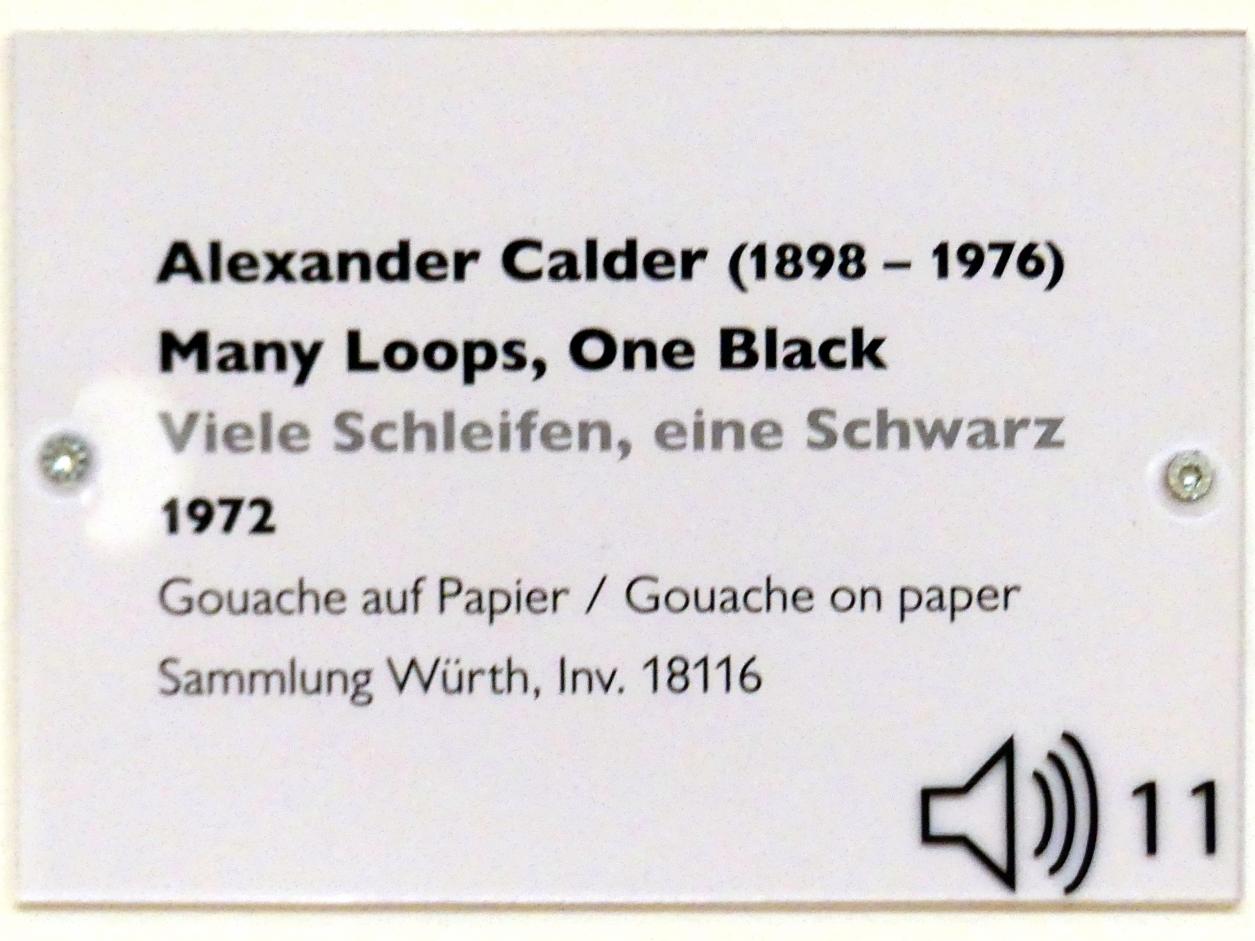 Alexander Calder (1898 – 1976)
Many Loops, One Black
Viele Schleifen, eine Schwarz
1972
Gouache auf Papier / Gouache on paper
Sammlung Würth, Inv. 18116
11